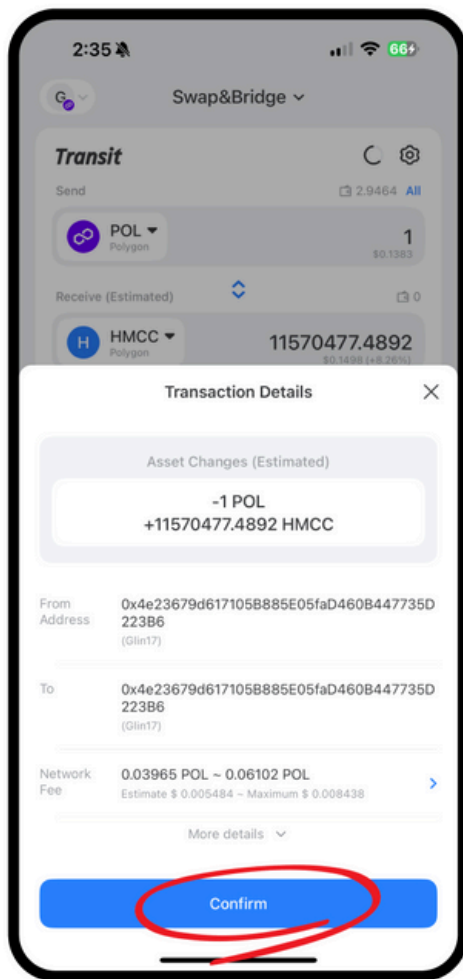 2:35
66
G
Swap&Bridge
Transit
Send
2.9464 All
POL
Polygon
1
$0.1383
Receive (Estimated)
0
H
HMCC
Polygon
11570477.4892
$0.1498 (+8.26%)
Transaction Details
Asset Changes (Estimated)
-1 POL
+11570477.4892 HMCC
From
Address
0x4e23679d617105B885E05faD460B447735D
223B6
(Glin17)
To
0x4e23679d617105B885E05faD460B447735D
223B6
(Glin17)
Network
Fee
0.03965 POL ~ 0.06102 POL
Estimate $ 0.005484 ~ Maximum $ 0.008438
More details
Confirm